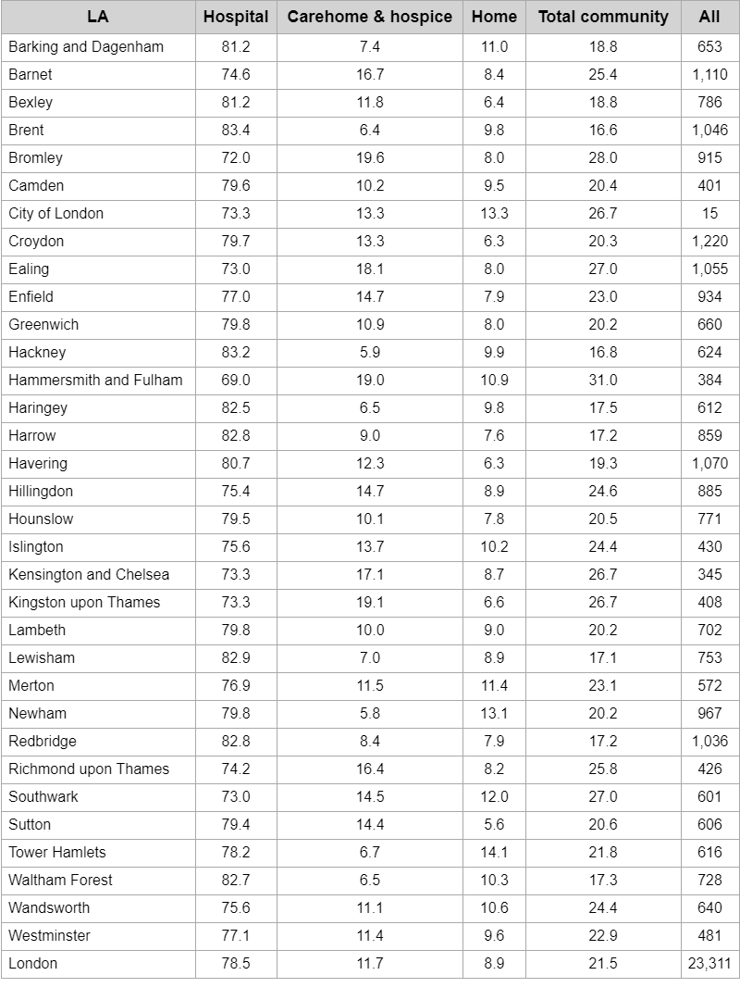 LA Hospital Carehome & hospice Home Total community All
Barking and Dagenham 81.2 7.4 11.0 18.8 653
Barnet 74.6 16.7 8.4 25.4 1,110
Bexley 81.2 11.8 6.4 18.8 786
Brent 83.4 6.4 9.8 16.6 1,046
Bromley 72.0 19.6 8.0 28.0 915
Camden 79.6 10.2 9.5 20.4 401
City of London 73.3 13.3 13.3 26.7 15
Croydon 79.7 13.3 6.3 20.3 1,220
Ealing 73.0 18.1 8.0 27.0 1,055
Enfield 77.0 14.7 7.9 23.0 934
Greenwich 79.8 10.9 8.0 20.2 660
Hackney 83.2 5.9 9.9 16.8 624
Hammersmith and Fulham 69.0 19.0 10.9 31.0 384
Haringey 82.5 6.5 9.8 17.5 612
Harrow 82.8 9.0 7.6 17.2 859
Havering 80.7 12.3 6.3 19.3 1,070
Hillingdon 75.4 14.7 8.9 24.6 885
Hounslow 79.5 10.1 7.8 20.5 771
Islington 75.6 13.7 10.2 24.4 430
Kensington and Chelsea 73.3 17.1 8.7 26.7 345
Kingston upon Thames 73.3 19.1 6.6 26.7 408
Lambeth 79.8 10.0 9.0 20.2 702
Lewisham 82.9 7.0 8.9 17.1 753
Merton 76.9 11.5 11.4 23.1 572
Newham 79.8 5.8 13.1 20.2 967
Redbridge 82.8 8.4 7.9 17.2 1,036
Richmond upon Thames 74.2 16.4 8.2 25.8 426
Southwark 73.0 14.5 12.0 27.0 601
Sutton 79.4 14.4 5.6 20.6 606
Tower Hamlets 78.2 6.7 14.1 21.8 616
Waltham Forest 82.7 6.5 10.3 17.3 728
Wandsworth 75.6 11.1 10.6 24.4 640
Westminster 77.1 11.4 9.6 22.9 481
London 78.5 11.7 8.9 21.5 23,311